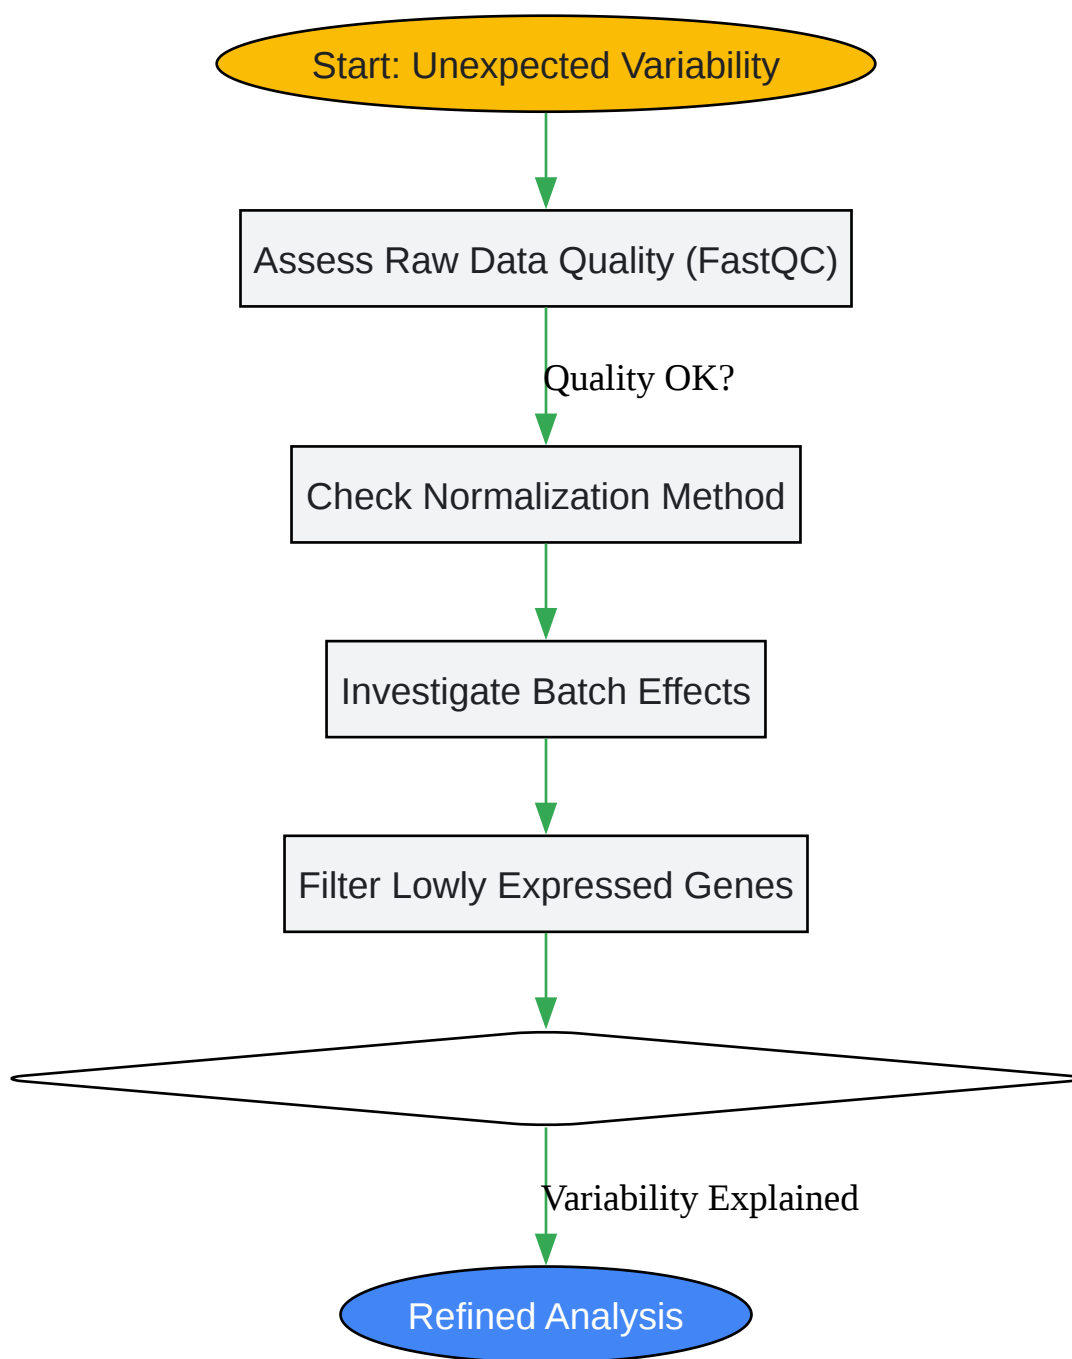 Start: Unexpected Variability
Assess Raw Data Quality (FastQC)
Quality OK?
Check Normalization Method
Investigate Batch Effects
Filter Lowly Expressed Genes
Variability Explained
Refined Analysis